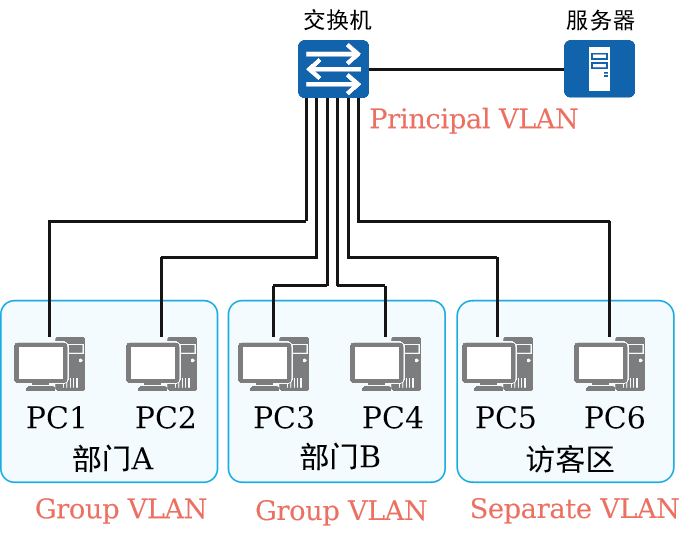 交换机
服务器
Principal VLAN
PC1
PC2
PC3
PC4
PC5
PC6
部门A
部门B
访客区
Group VLAN
Group VLAN
Separate VLAN